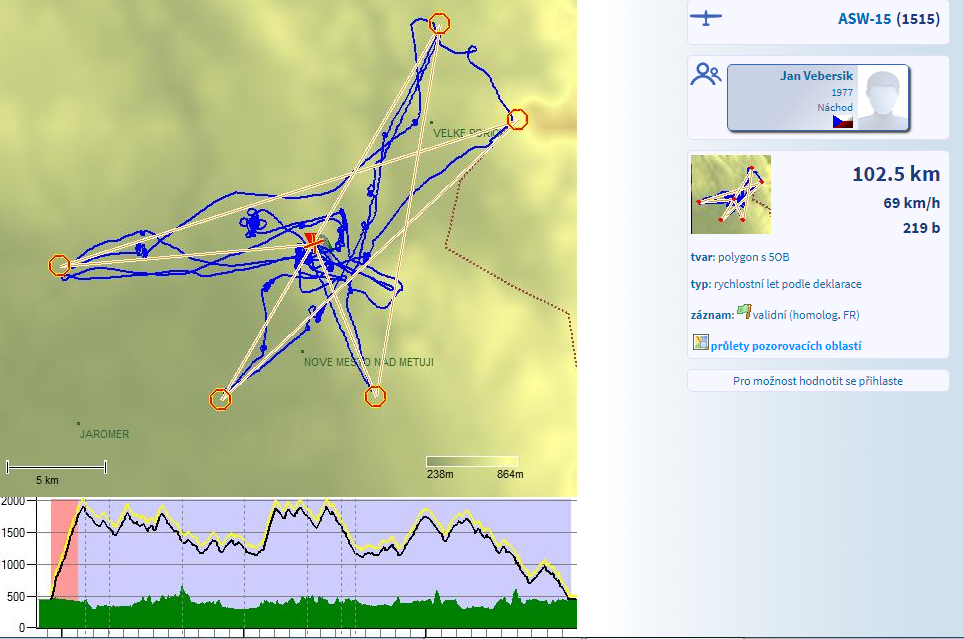 VELKE PORICI
NOVE MESTO NAD METUJI
JAROMER
5 km
238m 864m
2000
1500
1000
500
0
ASW-15 (1515)
Jan Vebersik
1977
Náchod
102.5 km
69 km/h
219 b
tvar: polygon s SOB
typ: rychlostní let podle deklarace
záznam: validní (homolog. FR)
průlety pozorovacích oblastí
Pro možnost hodnotit se přihlaste